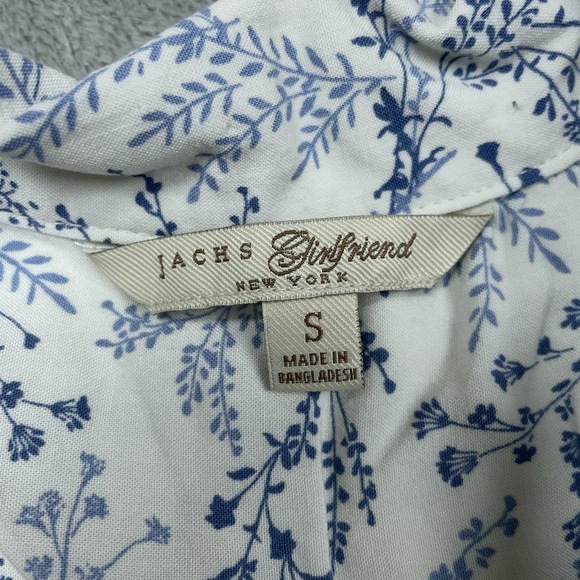 JACHS Girlfriend
NEW YORK
S
MADE IN
BANGLADESH